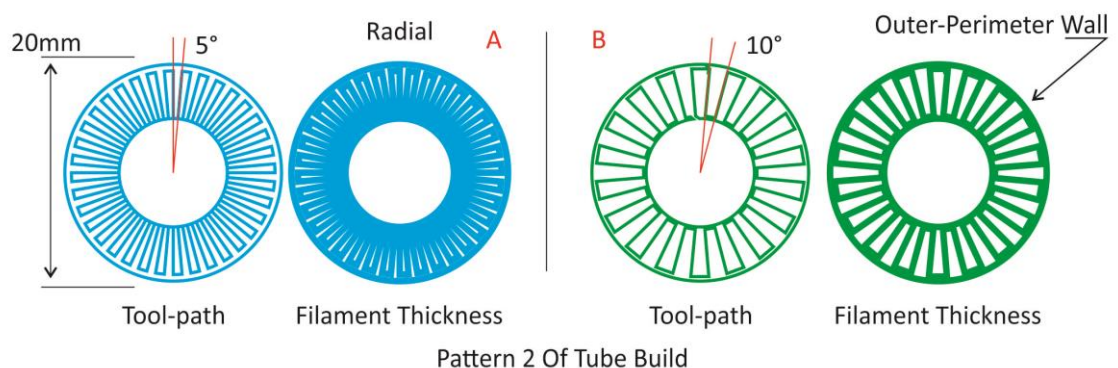 20mm
5°
Radial
A
B
10°
Outer-Perimeter Wall
Tool-path
Filament Thickness
Tool-path
Filament Thickness
Pattern 2 Of Tube Build